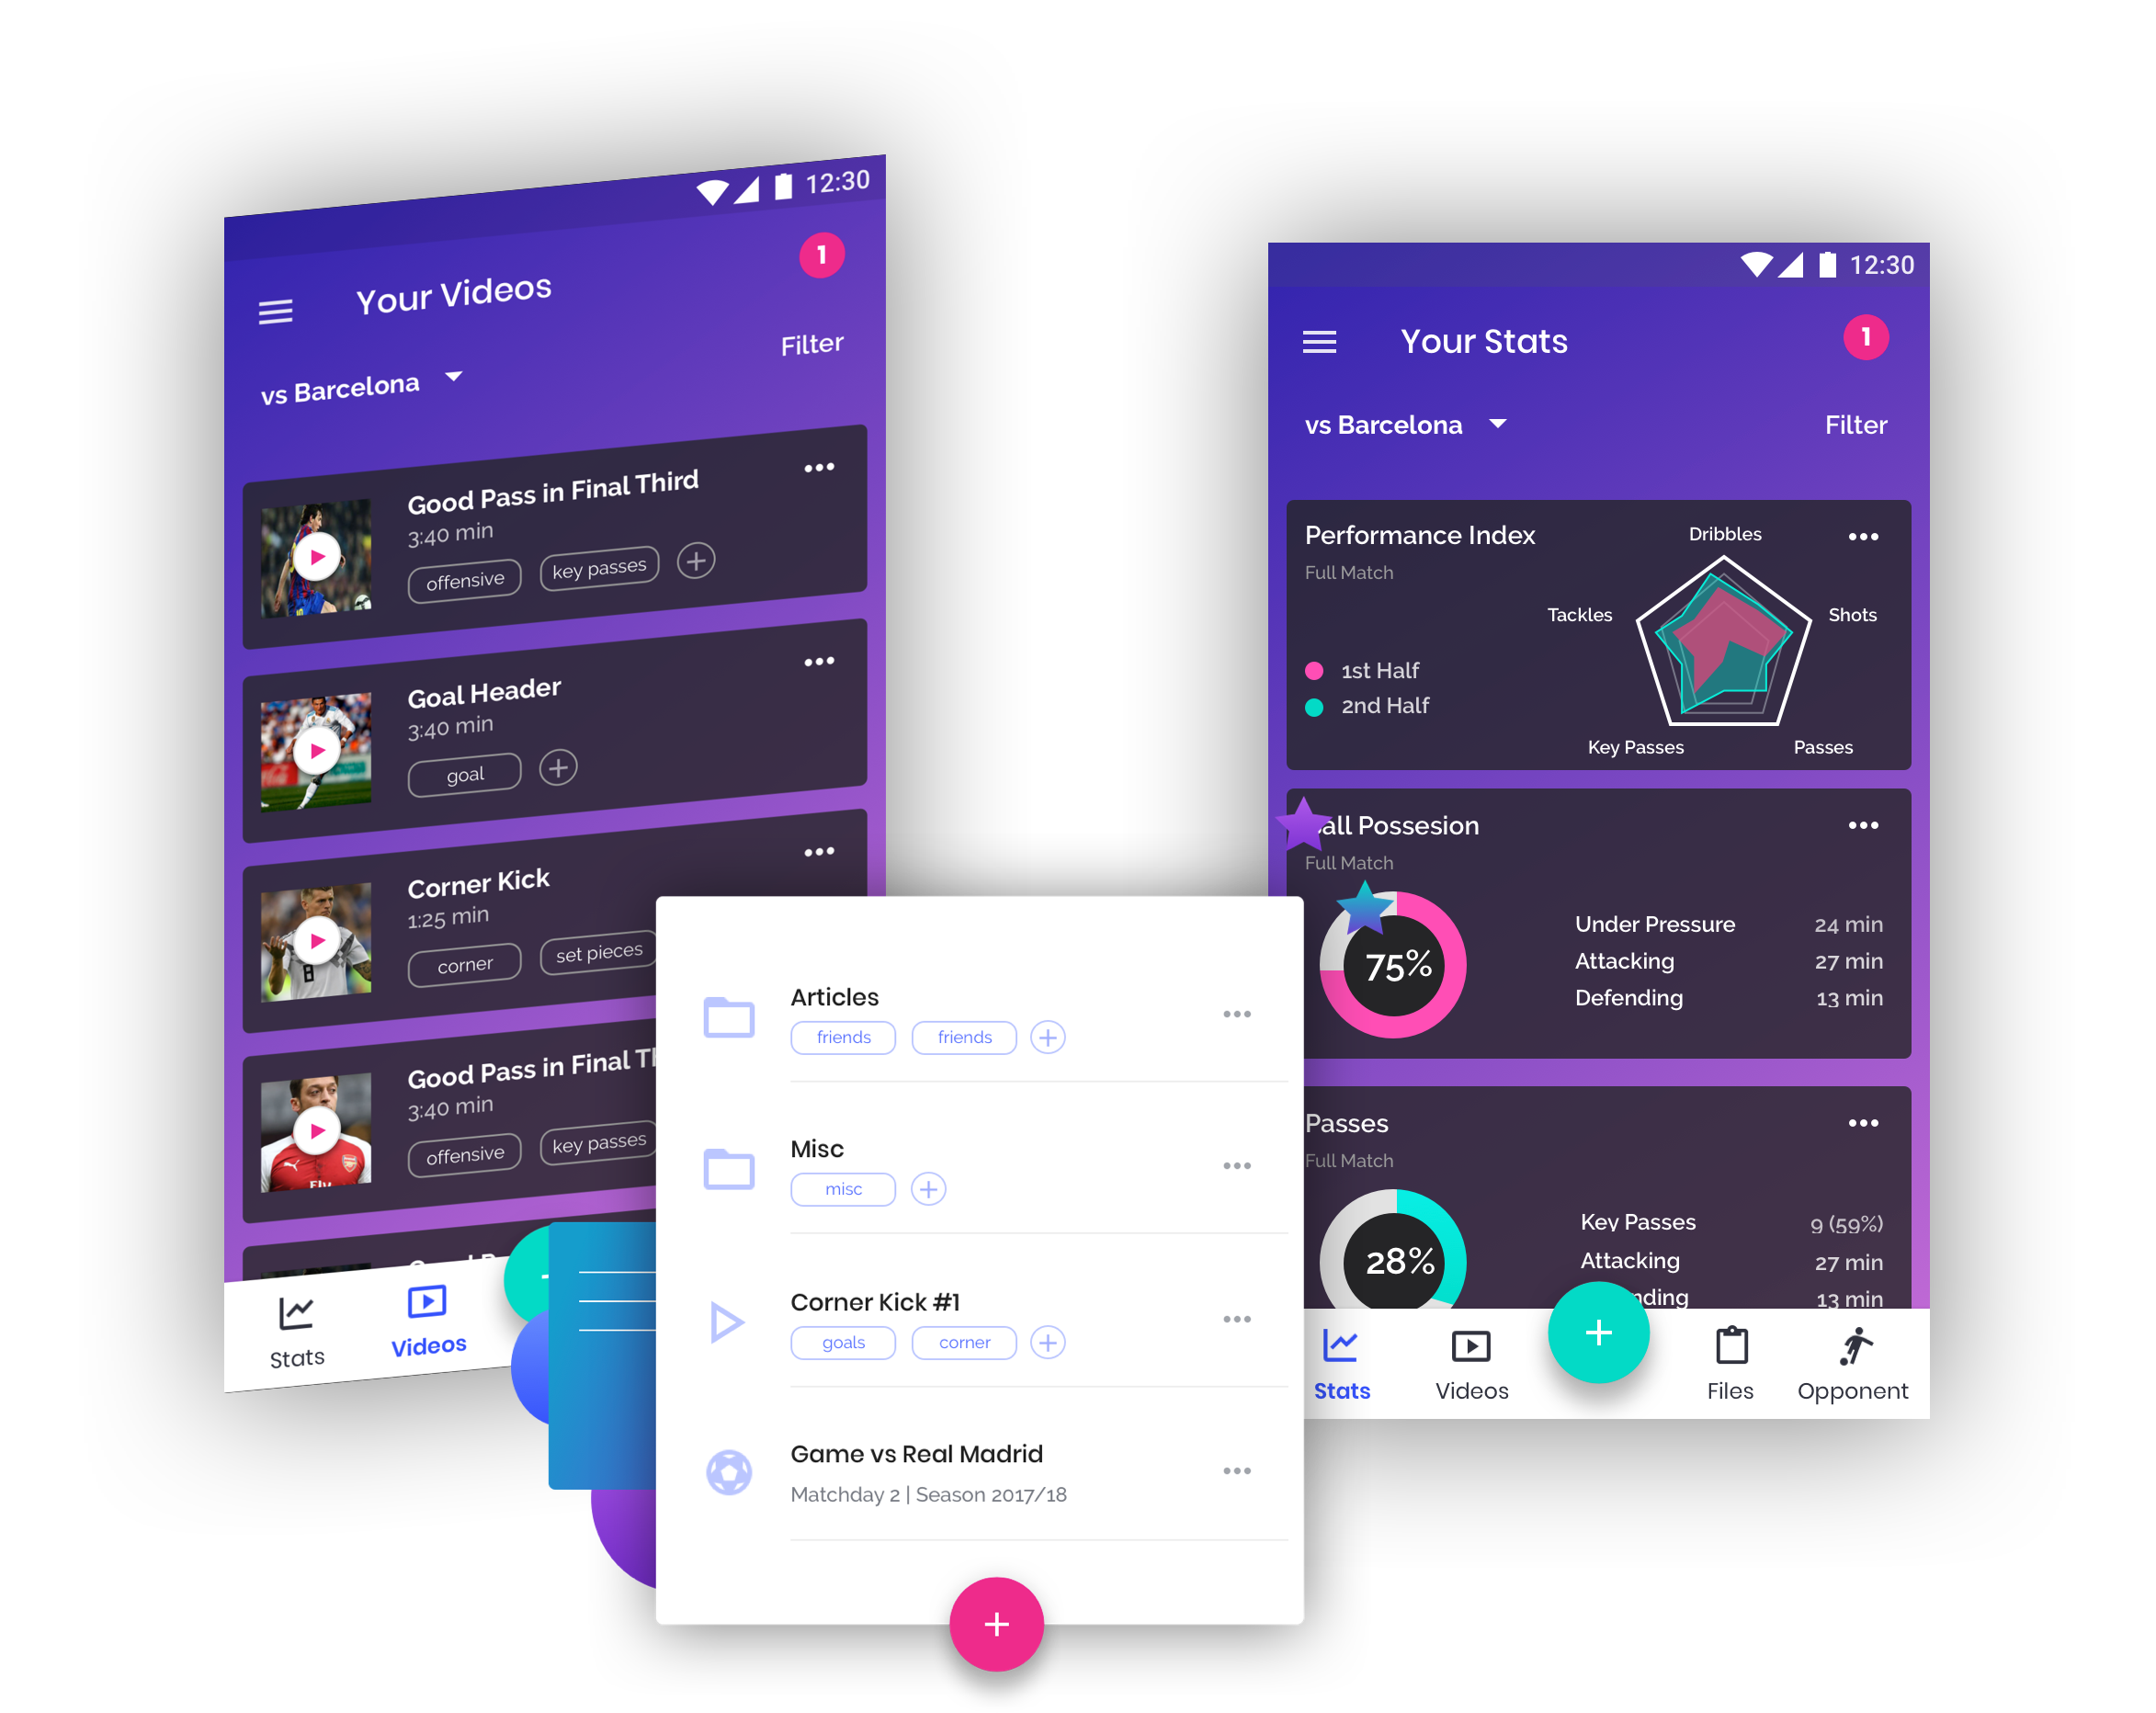 12:30
1
Your Videos
Filter
vs Barcelona
Good Pass in Final Third
3:40 min
offensive
key passes
Goal Header
3:40 min
goal
Corner Kick
1:25 min
corner
set pieces
8
Good Pass in Final Th
3:40 min
offensive
key passes
Fly
Stats
Videos
Articles
friends
friends
Misc
misc
Corner Kick #1
goals
corner
Game vs Real Madrid
Matchday 2 | Season 2017/18
12:30
Your Stats
1
vs Barcelona
Filter
Performance Index
Full Match
Dribbles
Tackles
Shots
1st Half
2nd Half
Key Passes
Passes
all Possesion
Full Match
75%
Under Pressure 24 min
Attacking 27 min
Defending 13 min
Passes
Full Match
28%
Key Passes 9 (59%)
Attacking 27 min
nding 13 min
Stats
Videos
Files
Opponent